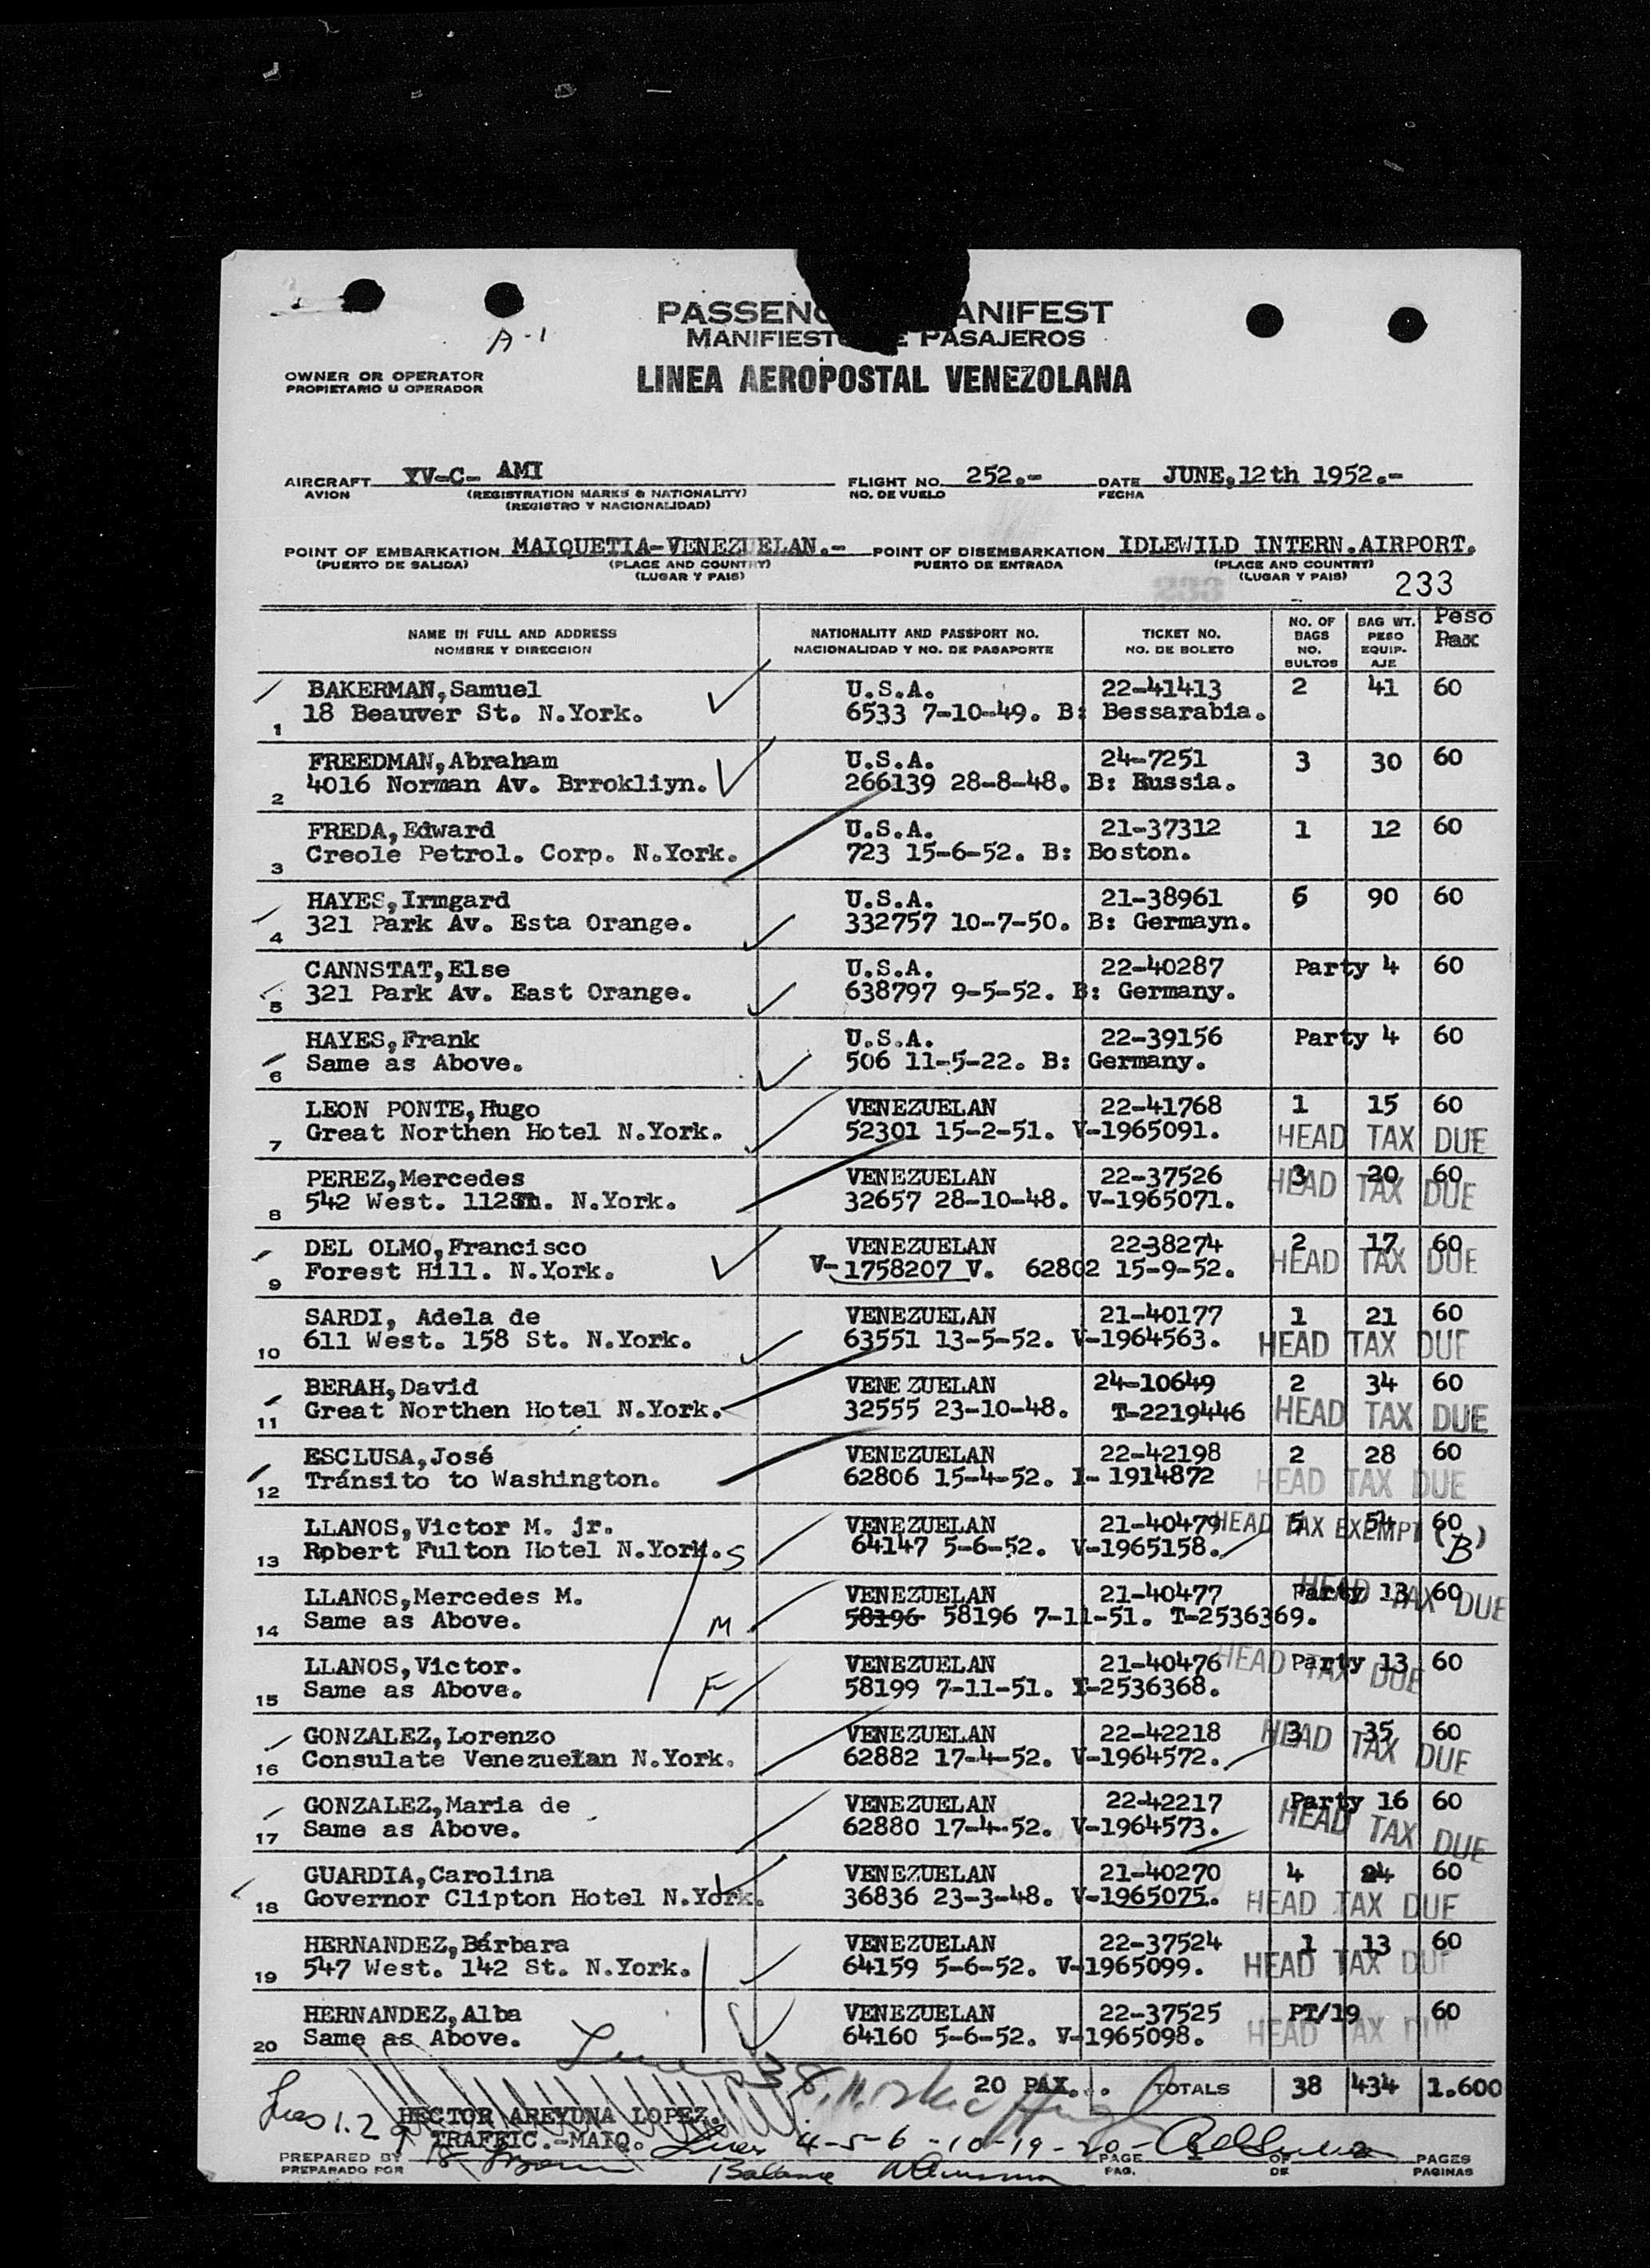 A-1
PASSEN ANIFEST
MANIFIEST E PASAJEROS
OWNER OR OPERATOR
PROPIETARIO U OPERADOR
LINEA AEROPOSTAL VENEZOLANA
AIRCRAFT YV-C- AMI FLIGHT NO. 252.- DATE JUNE,12th 1952.-
AVION (REGISTRATION MARKS & NATIONALITY) NO. DE VUELO FECHA
(REGISTRO Y NACIONALIDAD)
POINT OF EMBARKATION MAIQUETIA-VENEZUELAN.- POINT OF DISEMBARKATION IDLEWILD INTERN.AIRPORT.
(PUERTO DE SALIDA) (PLACE AND COUNTRY) PUERTO DE ENTRADA (PLACE AND COUNTRY)
(LUGAR Y PAIS) (LUGAR Y PAIS)
233
NAME IN FULL AND ADDRESS NATIONALITY AND PASSPORT NO. TICKET NO. NO. OF BAGS BAG WT. Peso
NOMBRE Y DIRECCION NACIONALIDAD Y NO. DE PASAPORTE NO. DE BOLETO NO. BULTOS PESO EQUIP-AJE Pax
BAKERMAN,Samuel U.S.A. 22-41413 2 41 60
1 18 Beauver St. N.York. 6533 7-10-49. B: Bessarabia.
FREEDMAN,Abraham U.S.A. 24-7251 3 30 60
2 4016 Norman Av. Brrokliyn. 266139 28-8-48. B: Russia.
FREDA,Edward U.S.A. 21-37312 1 12 60
3 Creole Petrol. Corp. N.York. 723 15-6-52. B: Boston.
HAYES,Irmgard U.S.A. 21-38961 6 90 60
4 321 Park Av. Esta Orange. 332757 10-7-50. B: Germayn.
CANNSTAT,Else U.S.A. 22-40287 Party 4 60
5 321 Park Av. East Orange. 638797 9-5-52. B: Germany.
HAYES,Frank U.S.A. 22-39156 Party 4 60
6 Same as Above. 506 11-5-22. B: Germany.
LEON PONTE,Hugo VENEZUELAN 22-41768 1 15 60
7 Great Northen Hotel N.York. 52301 15-2-51. V-1965091. HEAD TAX DUE
PEREZ,Mercedes VENEZUELAN 22-37526 3 20 60
8 542 West. 112 N.York. 32657 28-10-48. V-1965071. HEAD TAX DUE
DEL OLMO,Francisco VENEZUELAN 22-38274 2 17 60
9 Forest Hill. N.York. V-1758207 V. 62802 15-9-52. HEAD TAX DUE
SARDI, Adela de VENEZUELAN 21-40177 1 21 60
10 611 West. 158 St. N.York. 63551 13-5-52. V-1964563. HEAD TAX DUE
BERAH,David VENE ZUELAN 24-10649 2 34 60
11 Great Northen Hotel N.York. 32555 23-10-48. T-2219446 HEAD TAX DUE
ESCLUSA,José VENEZUELAN 22-42198 2 28 60
12 Tránsito to Washington. 62806 15-4-52. I- 1914872 HEAD TAX DUE
LLANOS,Victor M. jr. VENEZUELAN 21-40479 5 54 60 HEAD TAX EXEMPT (B)
13 Robert Fulton Hotel N.York. S 64147 5-6-52. V-1965158.
LLANOS,Mercedes M. VENEZUELAN 21-40477 Party 13 60 HEAD TAX DUE
14 Same as Above. M 58196 58196 7-11-51. T-2536369.
LLANOS,Victor. VENEZUELAN 21-40476 Party 13 60 HEAD TAX DUE
15 Same as Above. F 58199 7-11-51. T-2536368.
GONZALEZ,Lorenzo VENEZUELAN 22-42218 3 35 60
16 Consulate Venezuelan N.York. 62882 17-4-52. V-1964572. HEAD TAX DUE
GONZALEZ,Maria de VENEZUELAN 22-42217 Party 16 60
17 Same as Above. 62880 17-4-52. V-1964573. HEAD TAX DUE
GUARDIA,Carolina VENEZUELAN 21-40270 4 24 60
18 Governor Clipton Hotel N.York. 36836 23-3-48. V-1965075. HEAD TAX DUE
HERNANDEZ,Bárbara VENEZUELAN 22-37524 1 13 60
19 547 West. 142 St. N.York. 64159 5-6-52. V-1965099. HEAD TAX DUE
HERNANDEZ,Alba VENEZUELAN 22-37525 PT/19 60
20 Same as Above. 64160 5-6-52. V-1965098. HEAD TAX DUE
20 PAX... TOTALS 38 434 1.600
HECTOR AREYUNA LOPEZ.
TRAFFIC.-MAIQ. 4-5-6-10-19-20-
PREPARED BY PAGE 1 OF 2 PAGES
PREPARADO POR PAG. DE PAGINAS